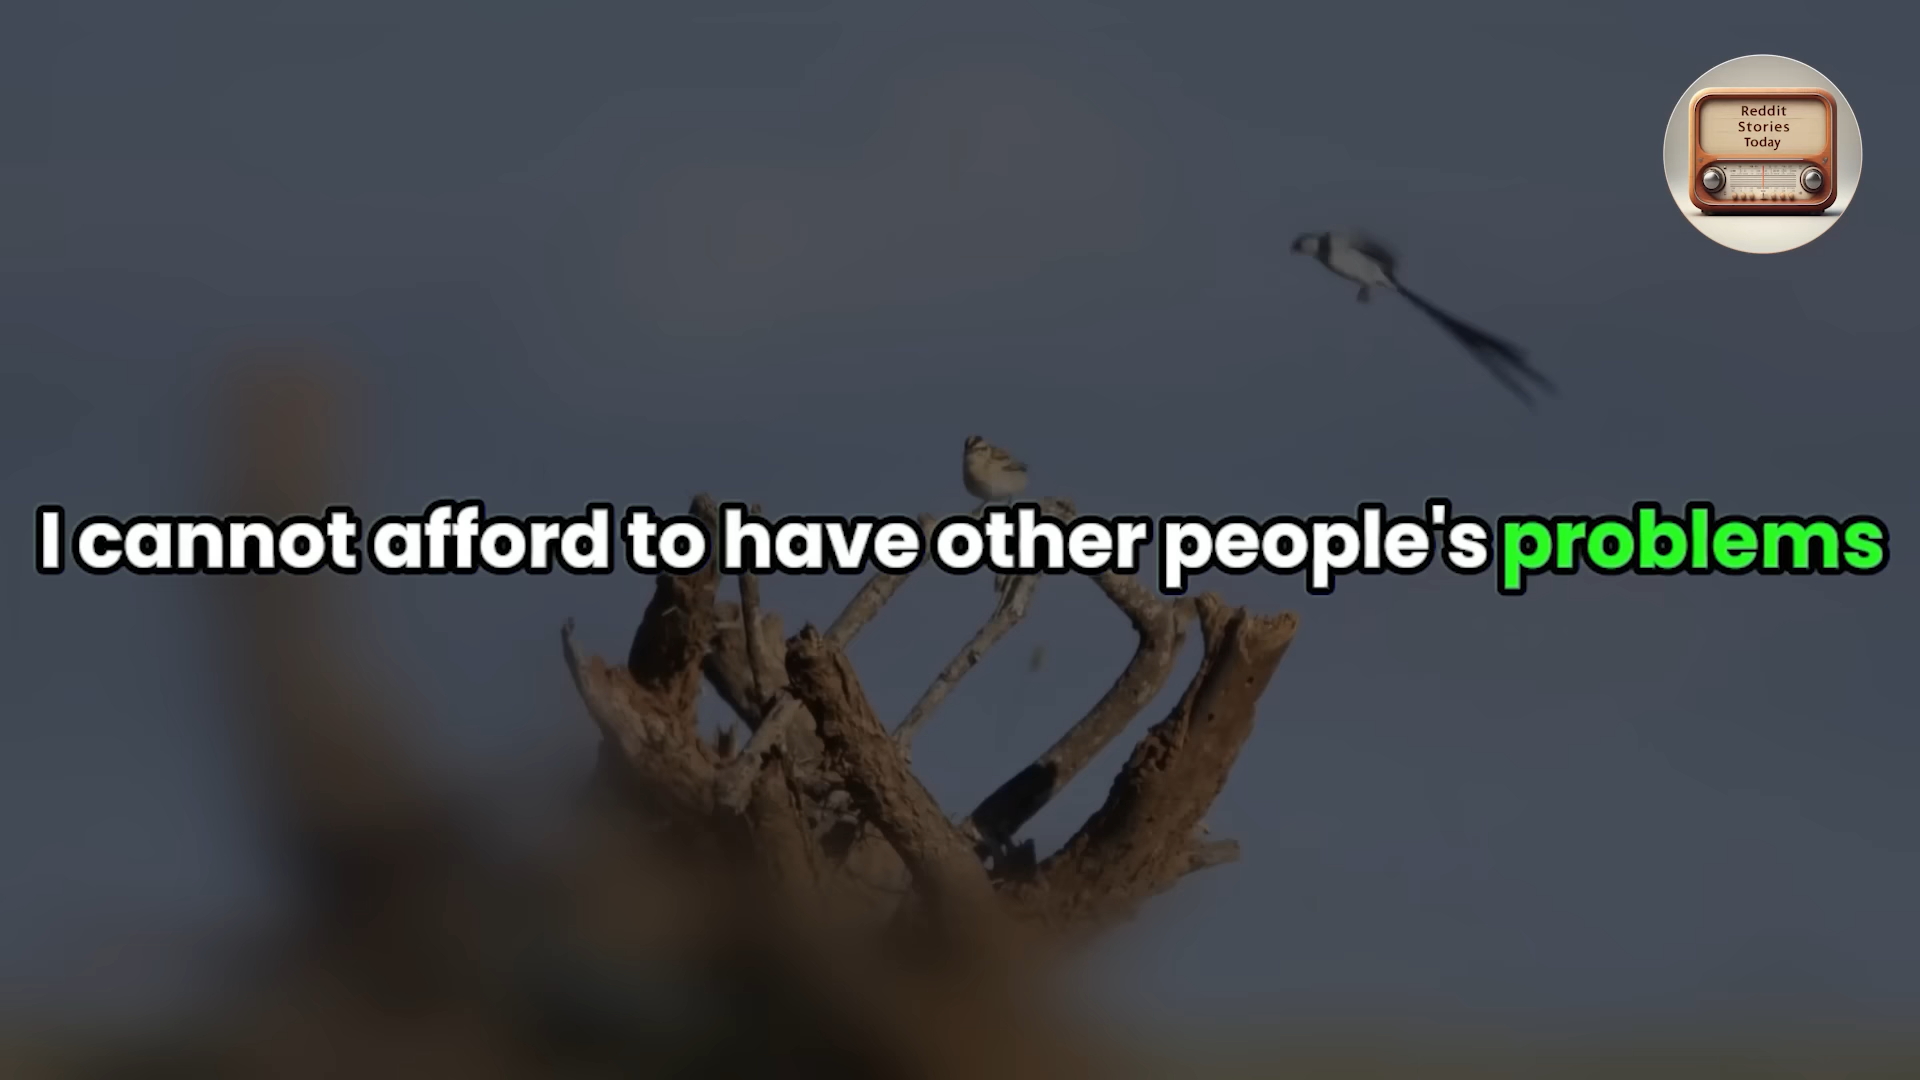 Reddit
Stories
Today
I cannot afford to have other people's problems